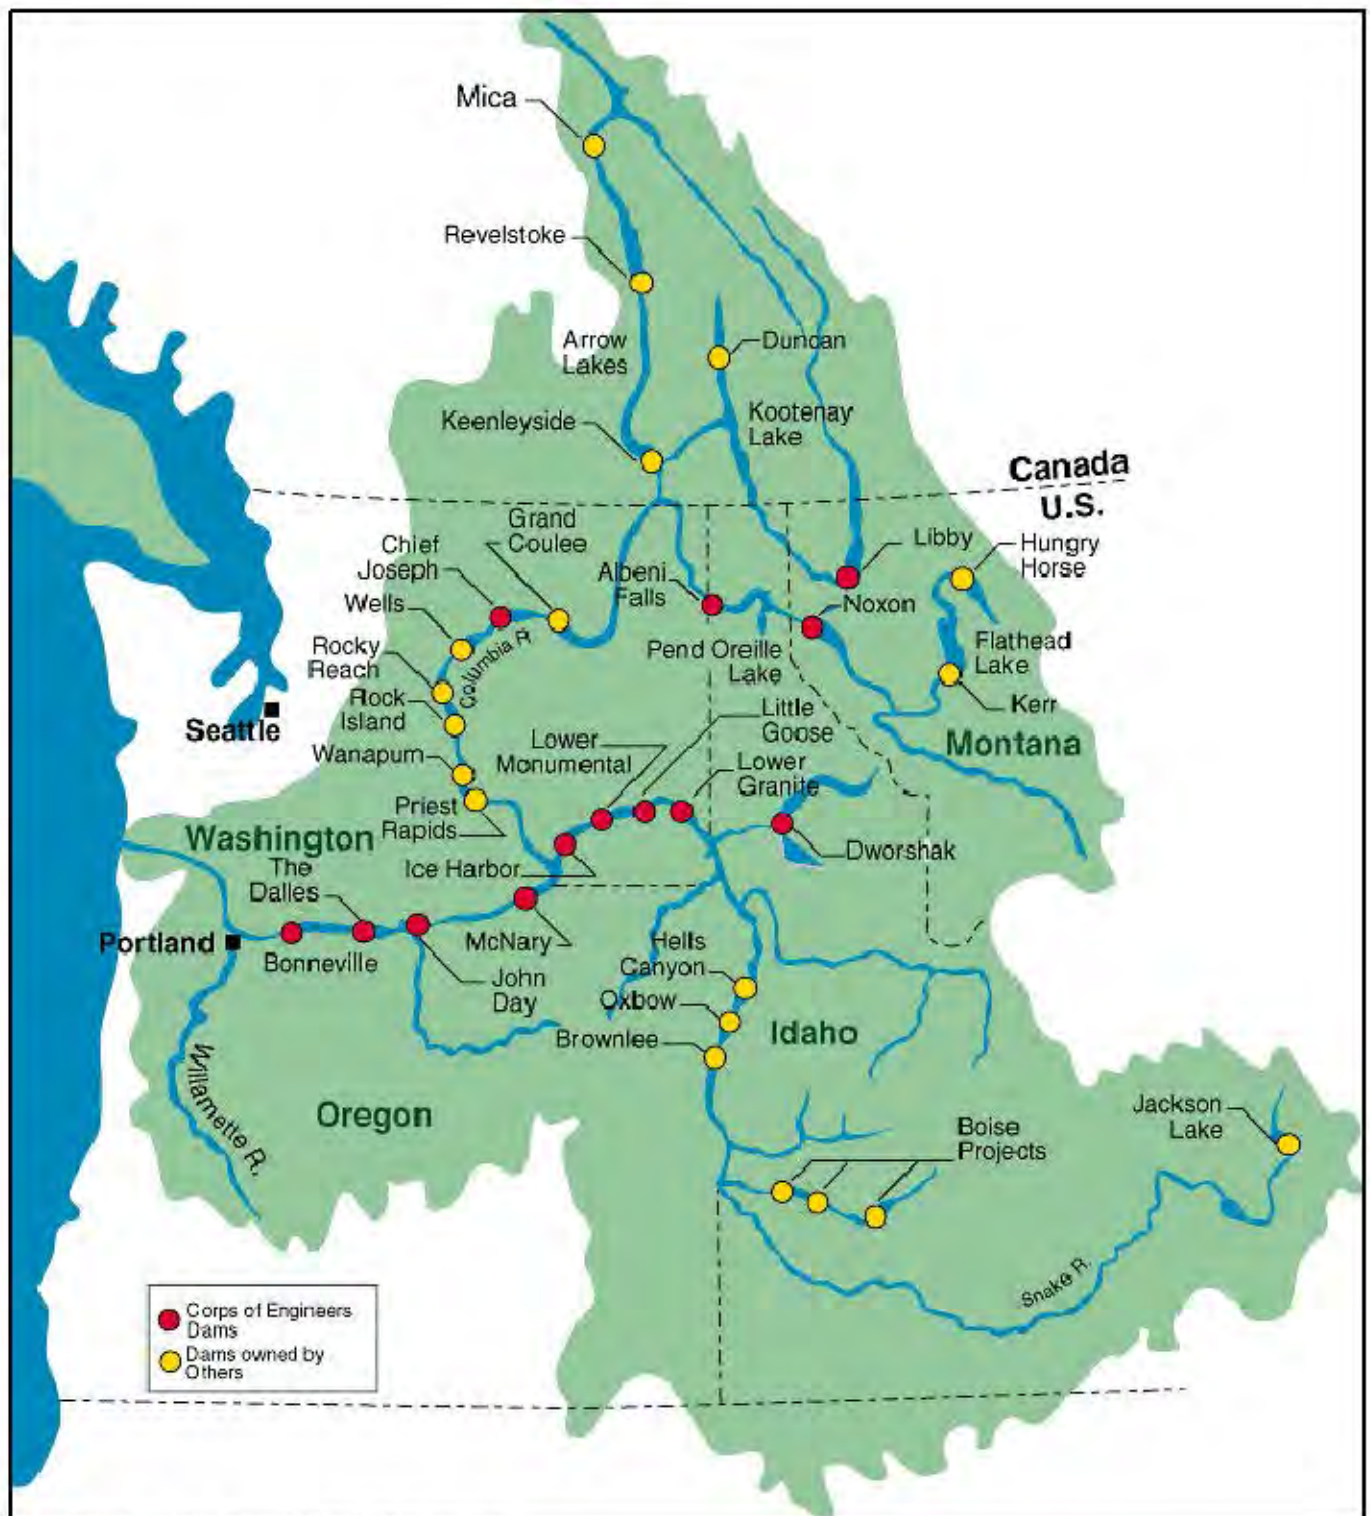 Mica
Revelstoke
Arrow
Lakes
Duncan
Keenleyside
Kootenay
Lake
Canada
U.S.
Grand
Coulee
Chief
Joseph
Libby
Hungry
Horse
Albeni
Falls
Wells
Noxon
Columbia R.
Rocky
Reach
Pend Oreille
Lake
Flathead
Lake
Rock
Island
Kerr
Seattle
Little
Goose
Lower
Monumental
Montana
Wanapum
Lower
Granite
Priest
Rapids
Washington
Ice Harbor
Dworshak
The
Dalles
Portland
McNary
Hells
Canyon
Bonneville
John
Day
Oxbow
Brownlee
Idaho
Willamette R.
Oregon
Jackson
Lake
Boise
Projects
Snake R.
Corps of Engineers
Dams
Dams owned by
Others